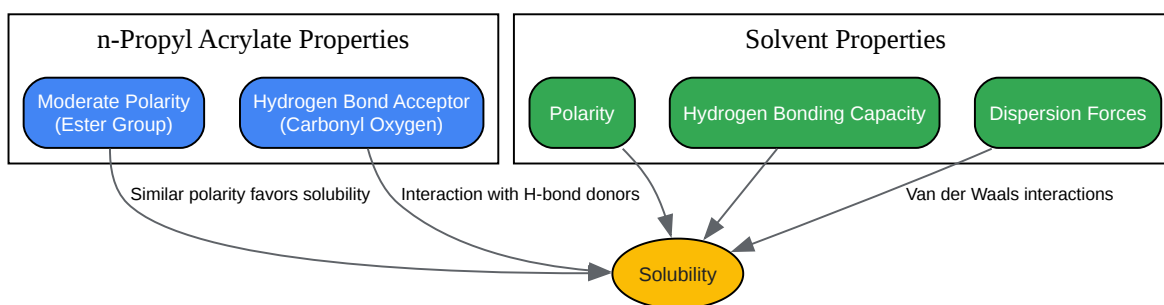 n-Propyl Acrylate Properties
Solvent Properties
Moderate Polarity
(Ester Group)
Hydrogen Bond Acceptor
(Carbonyl Oxygen)
Polarity
Hydrogen Bonding Capacity
Dispersion Forces
Similar polarity favors solubility
Interaction with H-bond donors
Van der Waals interactions
Solubility